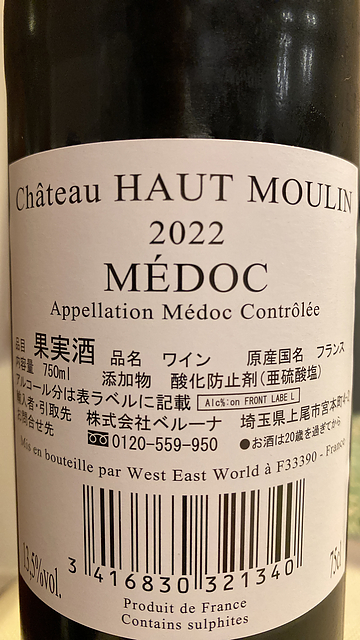 Château HAUT MOULIN
2022
MÉDOC
Appellation Médoc Contrôlée
品目 果実酒 品名 ワイン 原産国名 フランス
内容量 750ml 添加物 酸化防止剤(亜硫酸塩)
アルコール分は表ラベルに記載 Alc%:on FRONT LABEL
輸入者・引取先 株式会社ベルーナ 埼玉県上尾市宮本町4-2
お問合せ先 0120-559-950 ●お酒は20歳を過ぎてから
Mis en bouteille par West East World à F33390 - France
13,5%vol.
75cl
3 416830 321340
Produit de France
Contains sulphites